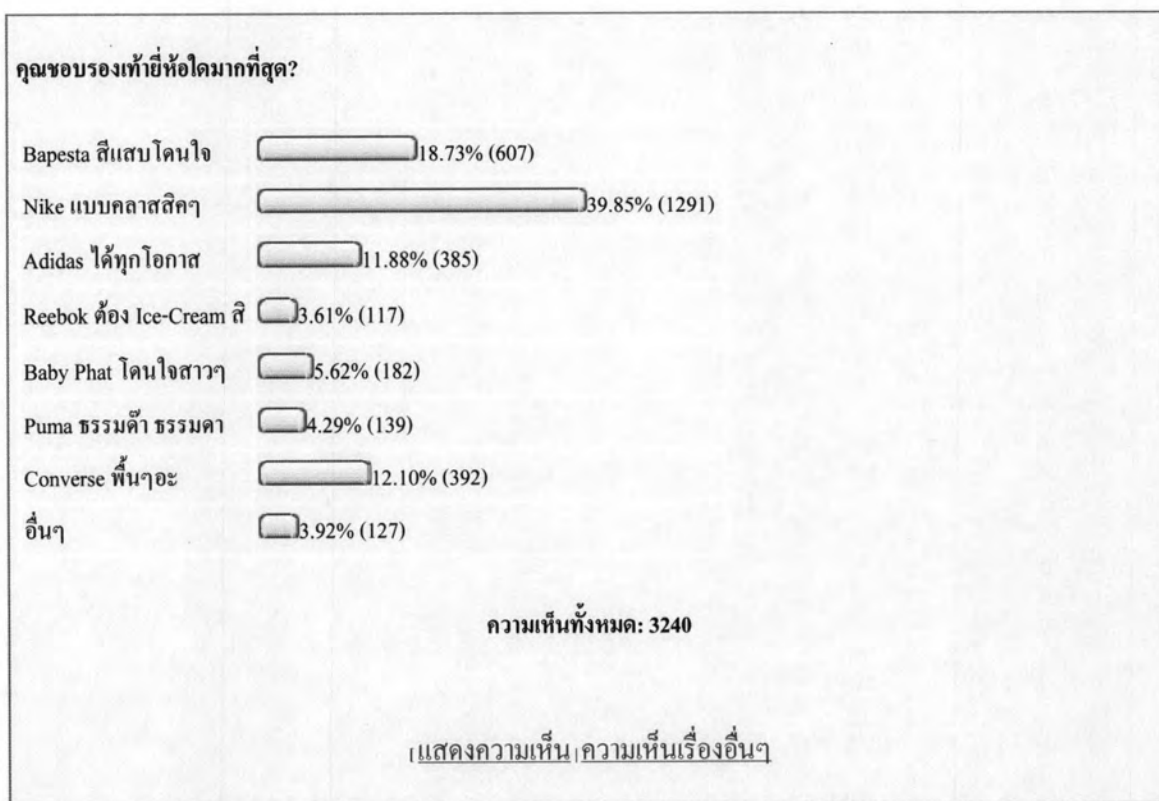 คุณชอบรองเท้ายี่ห้อใดมากที่สุด?
Bapesta สีแสบโดนใจ 18.73% (607)
Nike แบบคลาสสิคๆ 39.85% (1291)
Adidas ได้ทุกโอกาส 11.88% (385)
Reebok ต้อง Ice-Cream สิ 3.61% (117)
Baby Phat โดนใจสาวๆ 5.62% (182)
Puma ธรรมด๊า ธรรมดา 4.29% (139)
Converse พื้นๆอะ 12.10% (392)
อื่นๆ 3.92% (127)
ความเห็นทั้งหมด: 3240
[แสดงความเห็น|ความเห็นเรื่องอื่นๆ